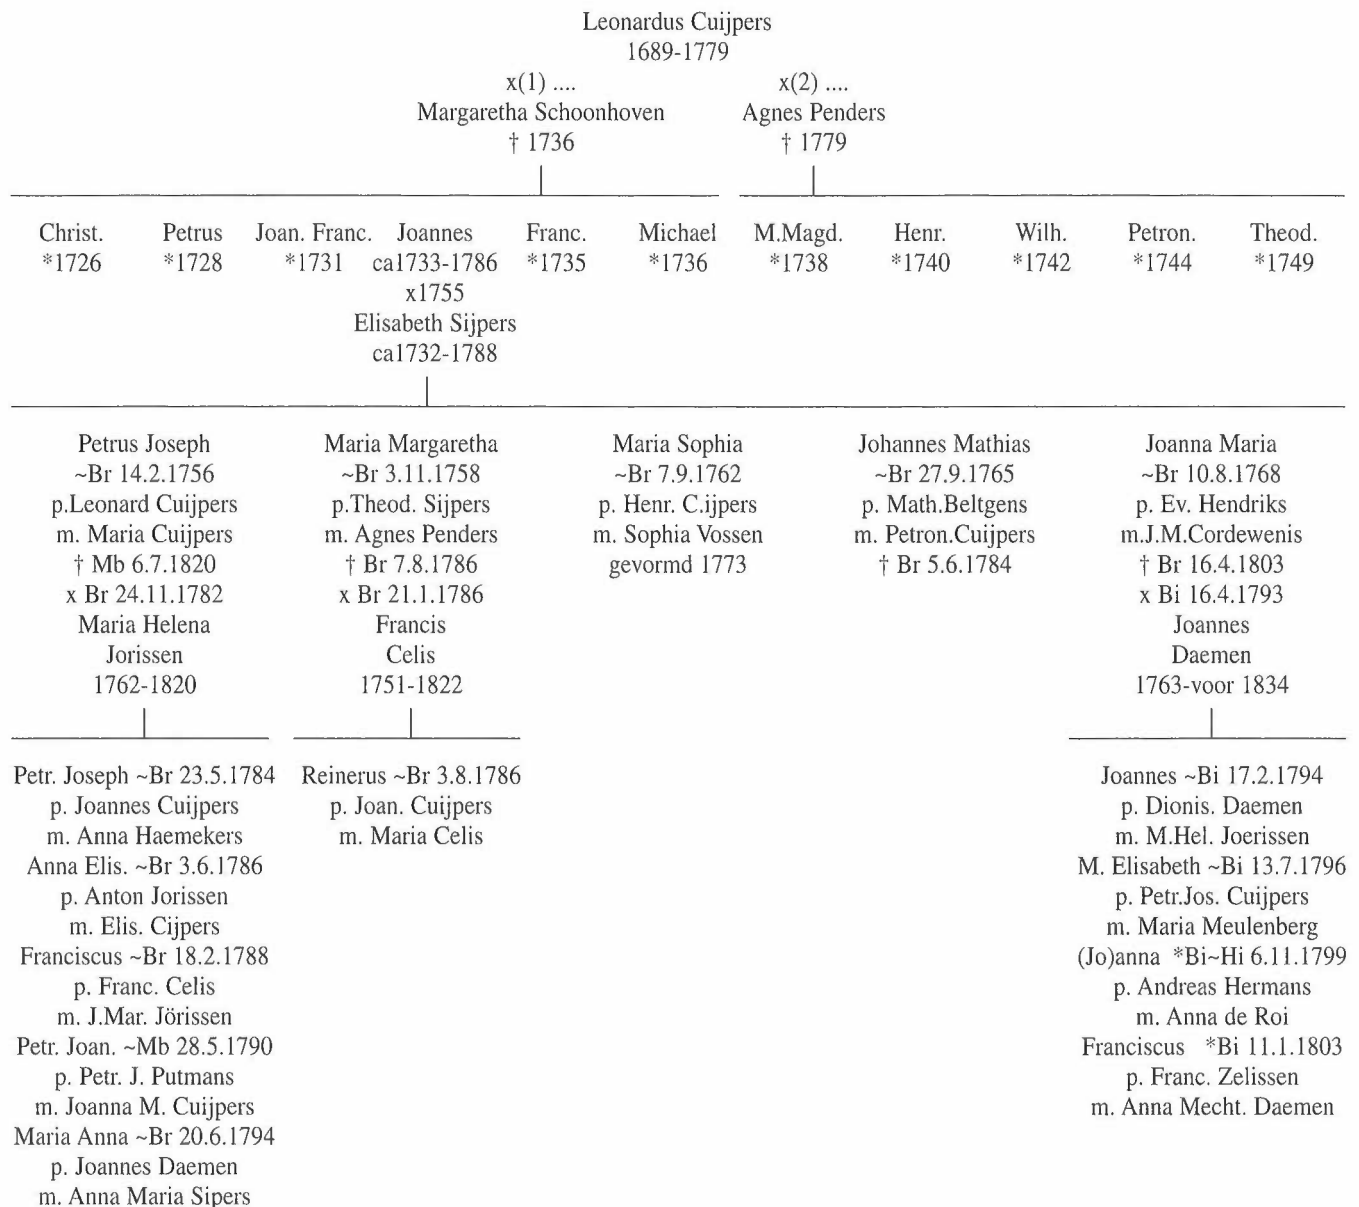 Leonardus Cuijpers
1689-1779
x(1) ....
Margaretha Schoonhoven
† 1736
x(2) ....
Agnes Penders
† 1779
Christ.
*1726
Petrus
*1728
Joan. Franc.
*1731
Joannes
ca1733-1786
x1755
Elisabeth Sijpers
ca1732-1788
Franc.
*1735
Michael
*1736
M.Magd.
*1738
Henr.
*1740
Wilh.
*1742
Petron.
*1744
Theod.
*1749
Petrus Joseph
~Br 14.2.1756
p.Leonard Cuijpers
m. Maria Cuijpers
† Mb 6.7.1820
x Br 24.11.1782
Maria Helena
Jorissen
1762-1820
Maria Margaretha
~Br 3.11.1758
p.Theod. Sijpers
m. Agnes Penders
† Br 7.8.1786
x Br 21.1.1786
Francis
Celis
1751-1822
Maria Sophia
~Br 7.9.1762
p. Henr. C.ijpers
m. Sophia Vossen
gevormd 1773
Johannes Mathias
~Br 27.9.1765
p. Math.Beltgens
m. Petron.Cuijpers
† Br 5.6.1784
Joanna Maria
~Br 10.8.1768
p. Ev. Hendriks
m.J.M.Cordewenis
† Br 16.4.1803
x Bi 16.4.1793
Joannes
Daemen
1763-voor 1834
Petr. Joseph ~Br 23.5.1784
p. Joannes Cuijpers
m. Anna Haemekers
Anna Elis. ~Br 3.6.1786
p. Anton Jorissen
m. Elis. Cijpers
Franciscus ~Br 18.2.1788
p. Franc. Celis
m. J.Mar. Jörissen
Petr. Joan. ~Mb 28.5.1790
p. Petr. J. Putmans
m. Joanna M. Cuijpers
Maria Anna ~Br 20.6.1794
p. Joannes Daemen
m. Anna Maria Sipers
Reinerus ~Br 3.8.1786
p. Joan. Cuijpers
m. Maria Celis
Joannes ~Bi 17.2.1794
p. Dionis. Daemen
m. M.Hel. Joerissen
M. Elisabeth ~Bi 13.7.1796
p. Petr.Jos. Cuijpers
m. Maria Meulenberg
(Jo)anna *Bi~Hi 6.11.1799
p. Andreas Hermans
m. Anna de Roi
Franciscus *Bi 11.1.1803
p. Franc. Zelissen
m. Anna Mecht. Daemen